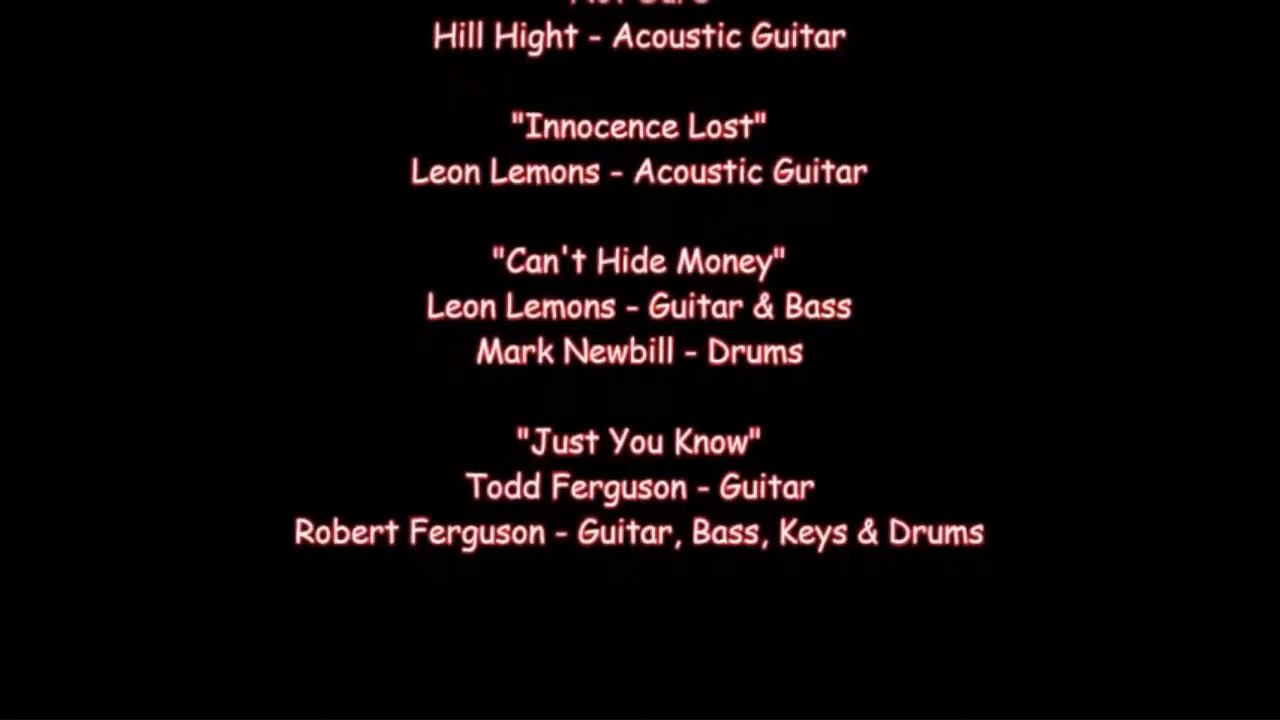 Hill Hight - Acoustic Guitar
"Innocence Lost"
Leon Lemons - Acoustic Guitar
"Can't Hide Money"
Leon Lemons - Guitar & Bass
Mark Newbill - Drums
"Just You Know"
Todd Ferguson - Guitar
Robert Ferguson - Guitar, Bass, Keys & Drums